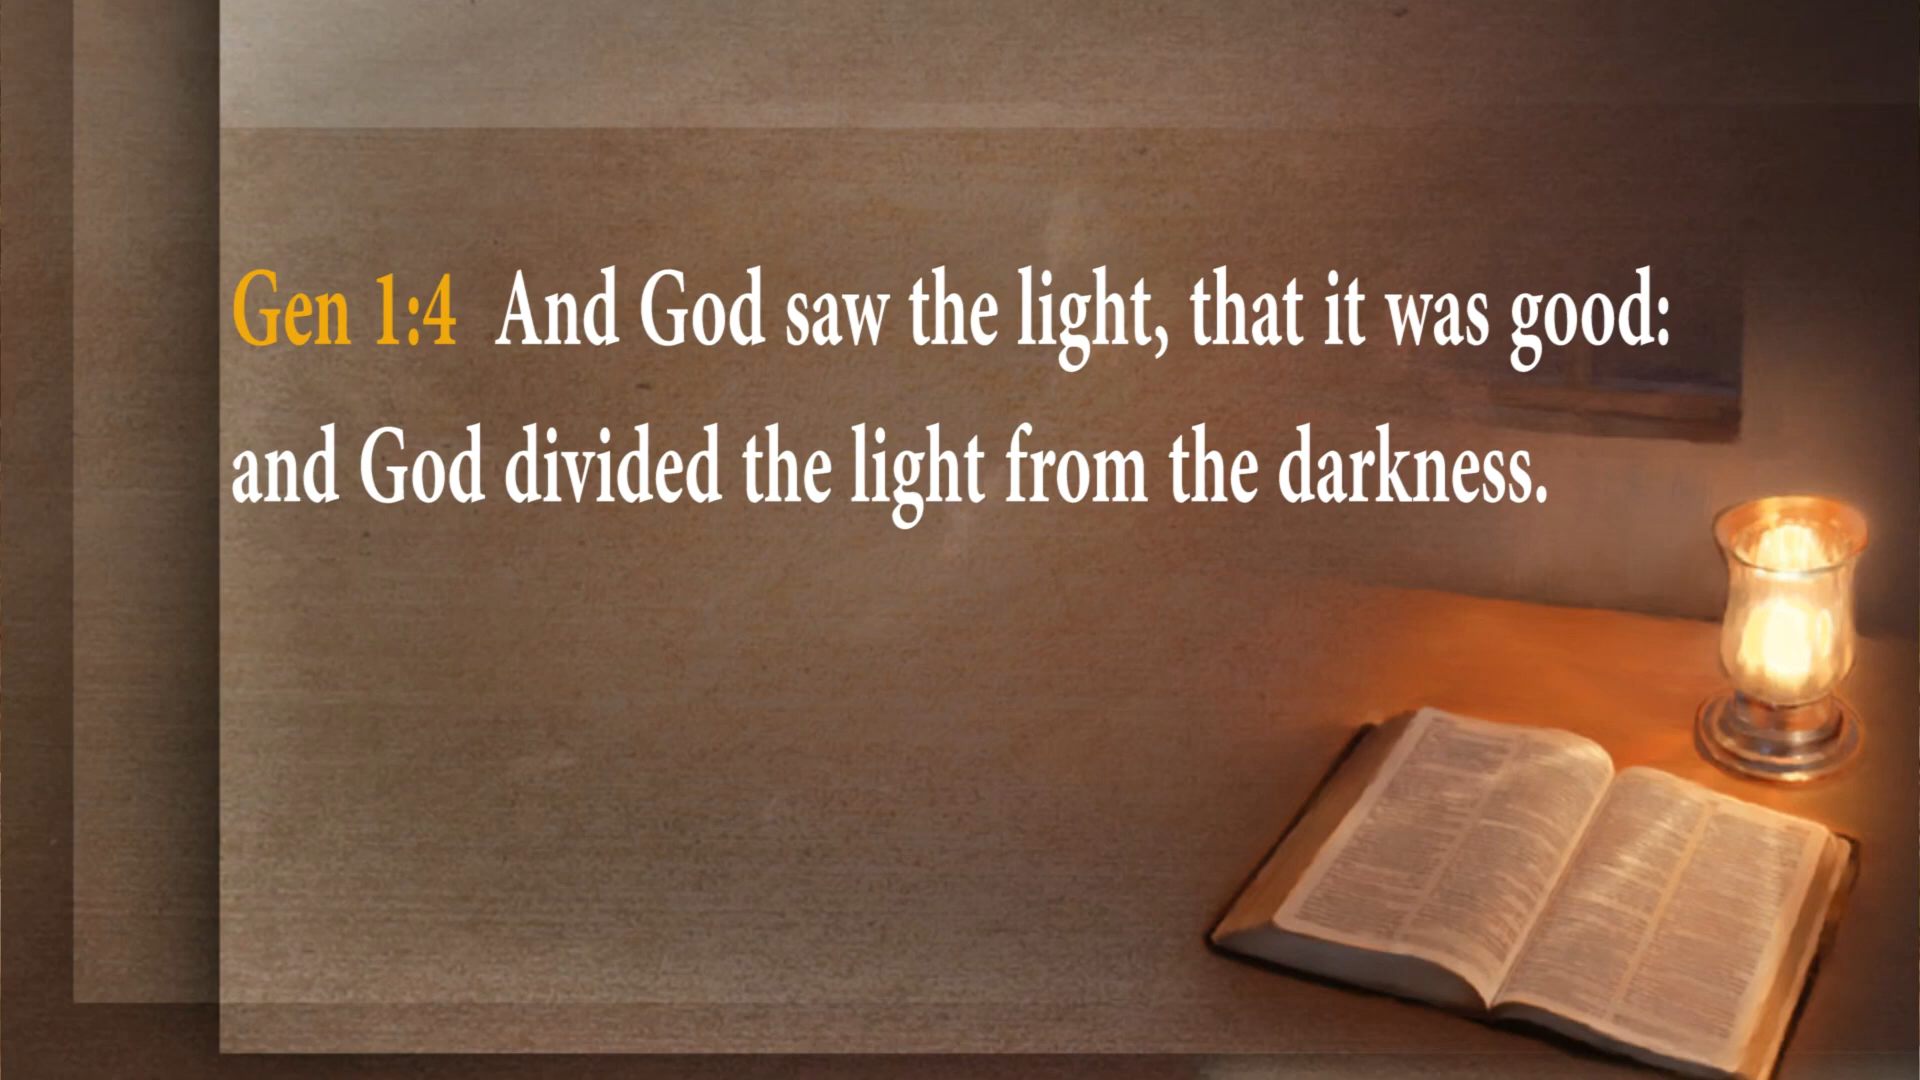 Gen 1:4 And God saw the light, that it was good:
and God divided the light from the darkness.